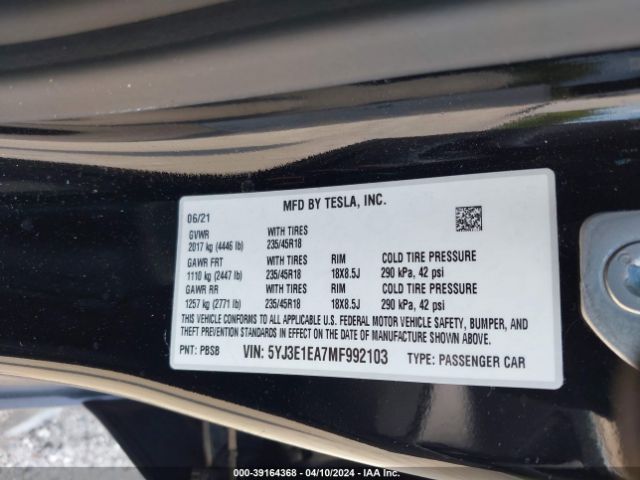 MFD BY TESLA, INC.
06/21
GVWR WITH TIRES
2017 kg (4446 lb) 235/45R18
GAWR FRT WITH TIRES RIM COLD TIRE PRESSURE
1110 kg (2447 lb) 235/45R18 18X8.5J 290 kPa, 42 psi
GAWR RR WITH TIRES RIM COLD TIRE PRESSURE
1257 kg (2771 lb) 235/45R18 18X8.5J 290 kPa, 42 psi
THIS VEHICLE CONFORMS TO ALL APPLICABLE U.S. FEDERAL MOTOR VEHICLE SAFETY, BUMPER, AND
THEFT PREVENTION STANDARDS IN EFFECT ON THE DATE OF MANUFACTURE SHOWN ABOVE.
PNT: PBSB VIN: 5YJ3E1EA7MF992103 TYPE: PASSENGER CAR
000-39164368 - 04/10/2024 - IAA Inc.